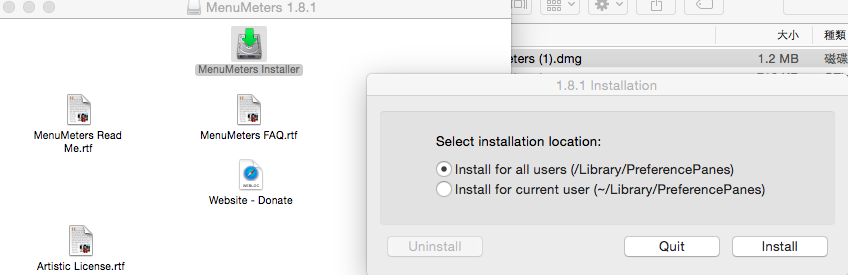 MenuMeters 1.8.1
MenuMeters Installer
MenuMeters Read
Me.rtf
MenuMeters FAQ.rtf
WEBLOC
Website - Donate
Artistic License.rtf
大小
種類
eters (1).dmg
1.2 MB
磁碟
1.8.1 Installation
Select installation location:
Install for all users (/Library/PreferencePanes)
Install for current user (~/Library/PreferencePanes)
Uninstall
Quit
Install